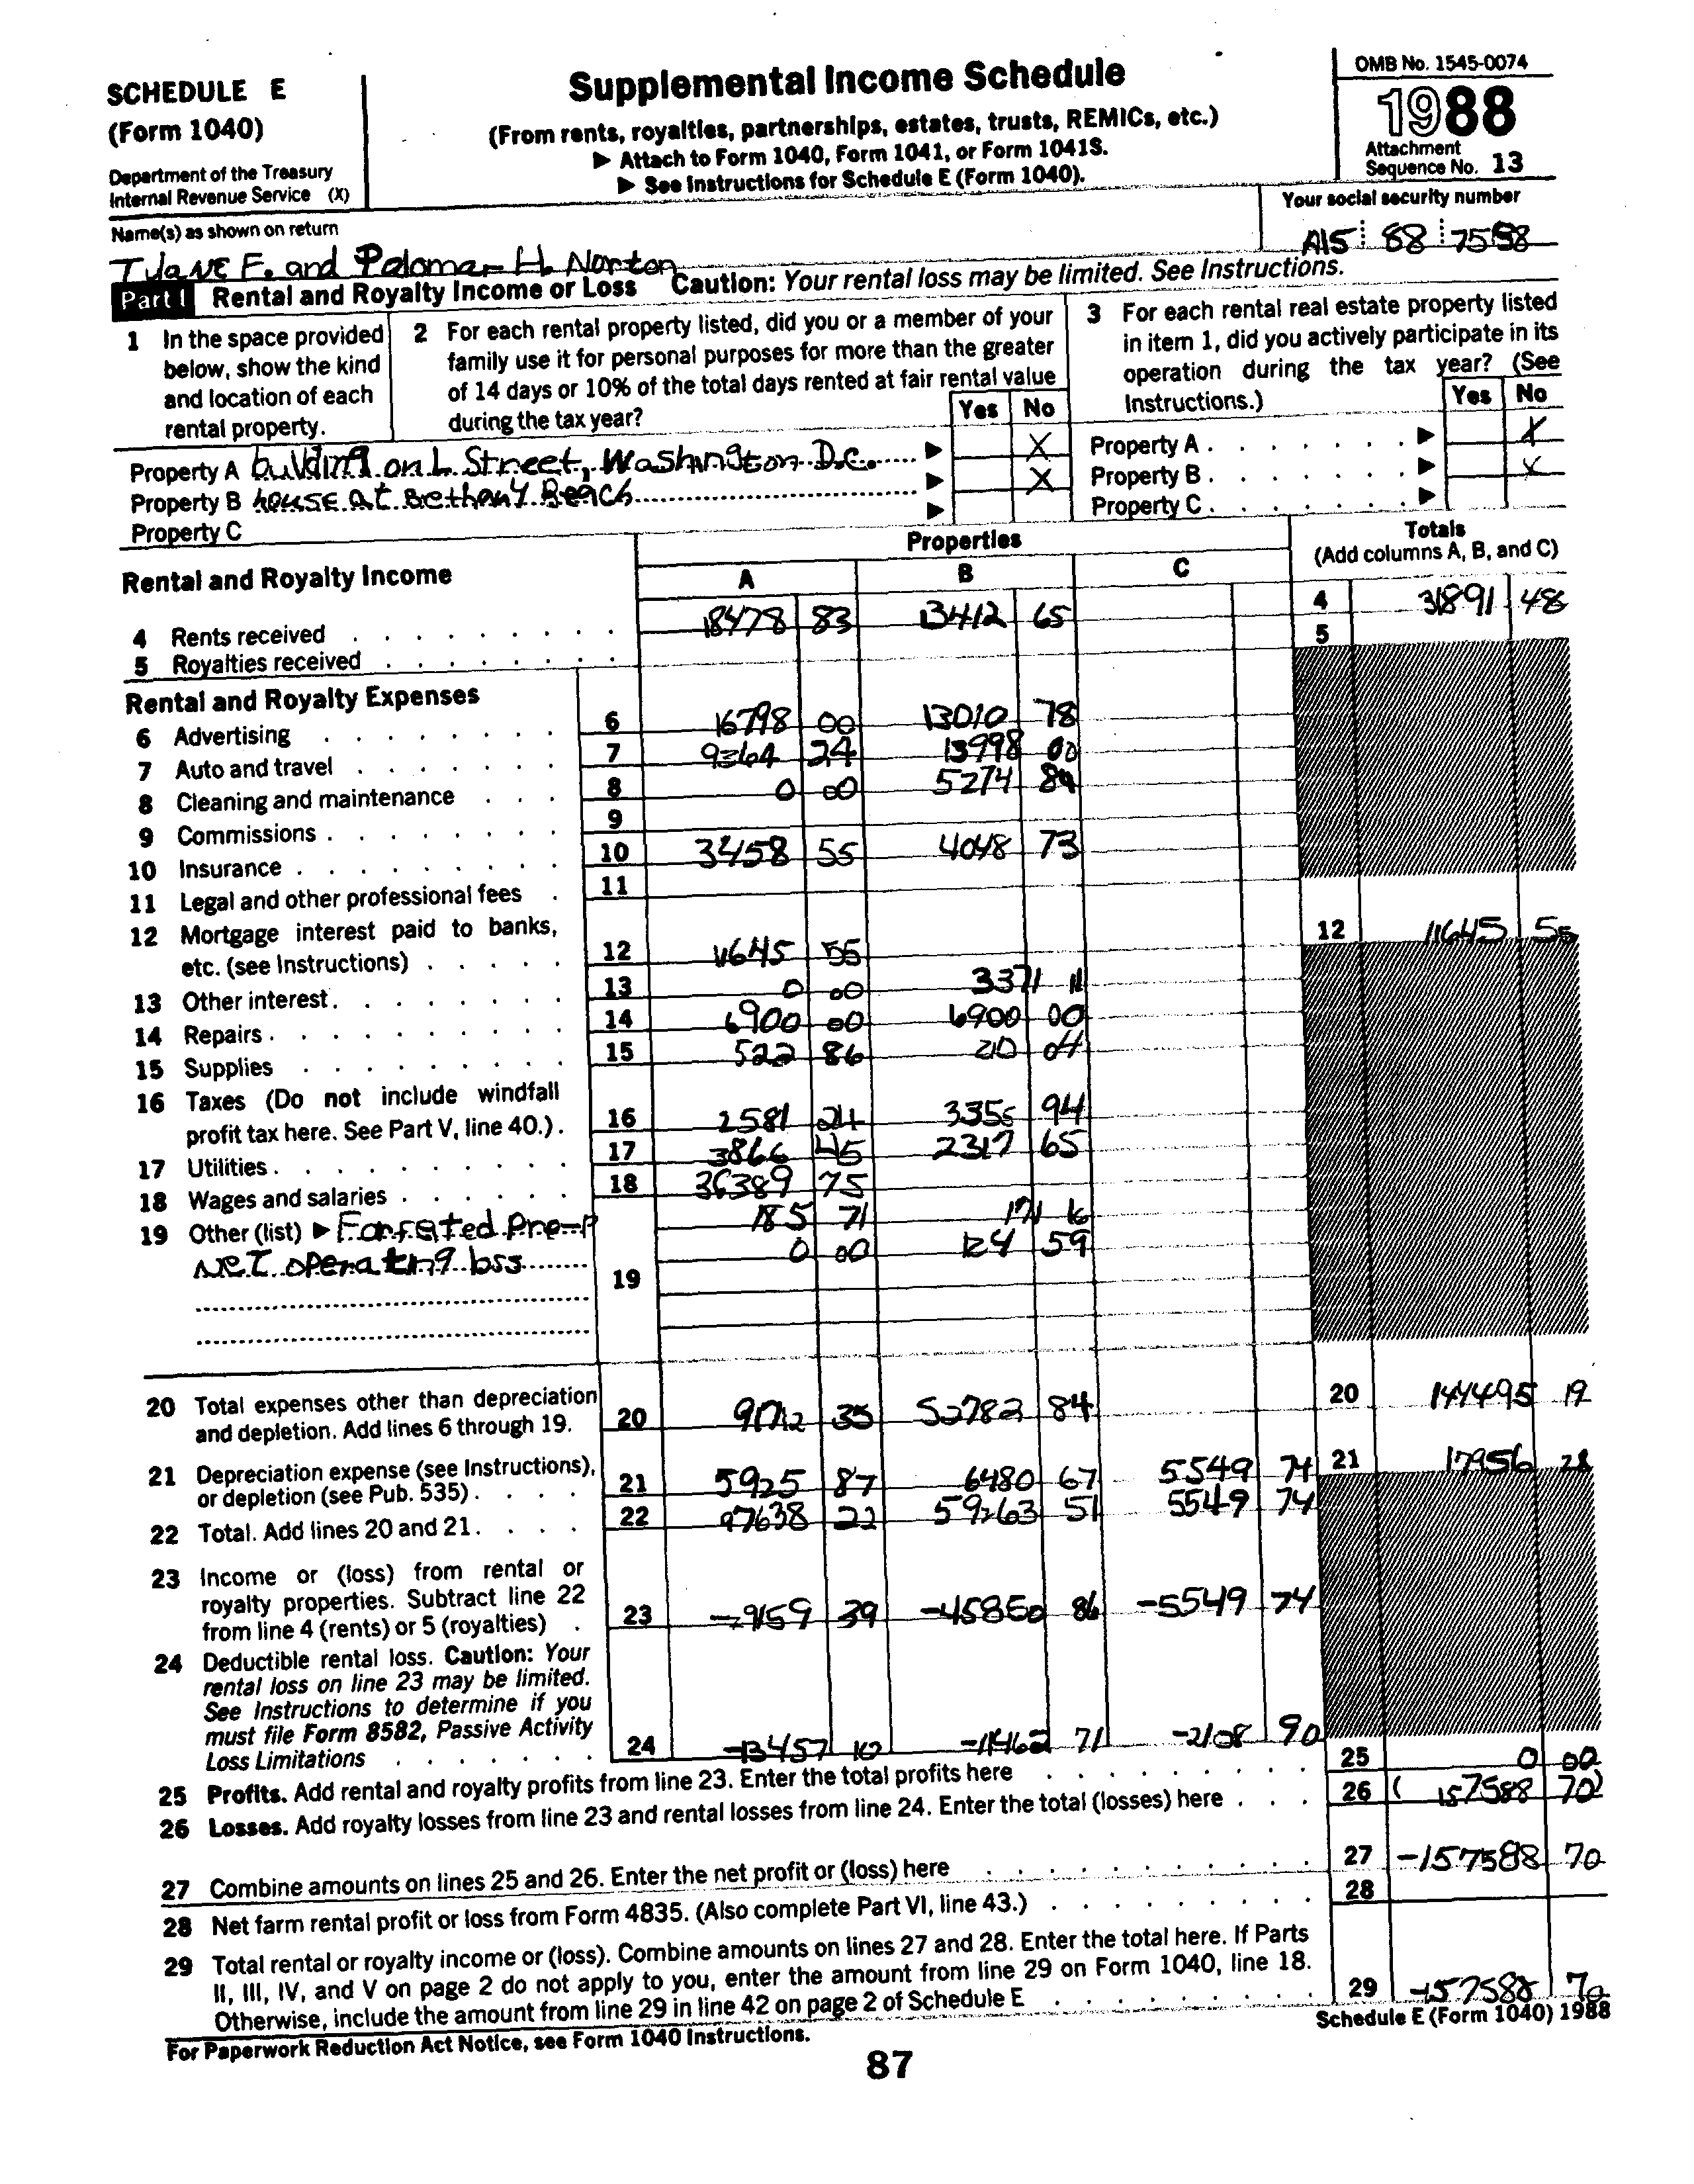 SCHEDULE E
(Form 1040)
Department of the Treasury
Internal Revenue Service (X)
Supplemental Income Schedule
(From rents, royalties, partnerships, estates, trusts, REMICs, etc.)
▶ Attach to Form 1040, Form 1041, or Form 1041S.
▶ See Instructions for Schedule E (Form 1040).
OMB No. 1545-0074
1988
Attachment
Sequence No. 13
Name(s) as shown on return
F. and Paloma H. Norton
Your social security number
88 75
Part I Rental and Royalty Income or Loss Caution: Your rental loss may be limited. See Instructions.
1 In the space provided
below, show the kind
and location of each
rental property.
2 For each rental property listed, did you or a member of your
family use it for personal purposes for more than the greater
of 14 days or 10% of the total days rented at fair rental value
during the tax year?
Yes No
3 For each rental real estate property listed
in item 1, did you actively participate in its
operation during the tax year? (See
Instructions.)
Yes No
Property A building on L Street, Washington D.C. ▶ X
Property B house at Bethany Beach ▶ X
Property C ▶
Property A ▶ X
Property B ▶ X
Property C ▶
Rental and Royalty Income
Properties
A B C
Totals
(Add columns A, B, and C)
4 Rents received 18478 83 13412 65 4 31891 48
5 Royalties received 5
Rental and Royalty Expenses
6 Advertising 6 16798 00 13010 78
7 Auto and travel 7 9364 24 13998 00
8 Cleaning and maintenance 8 0 00 5274 84
9 Commissions 9
10 Insurance 10 3458 55 4048 73
11 Legal and other professional fees 11
12 Mortgage interest paid to banks,
etc. (see Instructions) 12 11645 55 12 11645 55
13 Other interest 13 0 00 3371 11
14 Repairs 14 6900 00 6900 00
15 Supplies 15 522 86 210 04
16 Taxes (Do not include windfall
profit tax here. See Part V, line 40.) 16 2581 24 335 94
17 Utilities 17 3866 45 2317 65
18 Wages and salaries 18 36389 75
19 Other (list) ▶ 185 71 171 16
Net operating loss 0 00 124 59
19
20 Total expenses other than depreciation
and depletion. Add lines 6 through 19. 20 91712 35 52782 84 20 144495 19
21 Depreciation expense (see Instructions),
or depletion (see Pub. 535) 21 5925 87 6480 67 5549 74 21 17956 28
22 Total. Add lines 20 and 21 22 97638 22 59263 51 5549 74
23 Income or (loss) from rental or
royalty properties. Subtract line 22
from line 4 (rents) or 5 (royalties) 23 -79159 39 -45850 86 -5549 74
24 Deductible rental loss. Caution: Your
rental loss on line 23 may be limited.
See Instructions to determine if you
must file Form 8582, Passive Activity
Loss Limitations 24 -13457 10 -11462 71 -2108 90
25 Profits. Add rental and royalty profits from line 23. Enter the total profits here 25 0 00
26 Losses. Add royalty losses from line 23 and rental losses from line 24. Enter the total (losses) here 26 ( 157588 70)
27 Combine amounts on lines 25 and 26. Enter the net profit or (loss) here 27 -157588 70
28 Net farm rental profit or loss from Form 4835. (Also complete Part VI, line 43.) 28
29 Total rental or royalty income or (loss). Combine amounts on lines 27 and 28. Enter the total here. If Parts
II, III, IV, and V on page 2 do not apply to you, enter the amount from line 29 on Form 1040, line 18.
Otherwise, include the amount from line 29 in line 42 on page 2 of Schedule E 29 -157588 70
For Paperwork Reduction Act Notice, see Form 1040 Instructions.
Schedule E (Form 1040) 1988
87